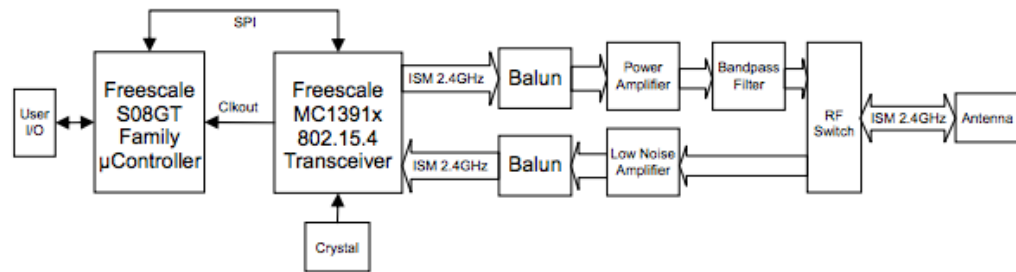 SPI
User
I/O
Freescale
S08GT
Family
µController
Clkout
Freescale
MC1391x
802.15.4
Transceiver
Crystal
ISM 2.4GHz
Balun
Power
Amplifier
Bandpass
Filter
ISM 2.4GHz
Balun
Low Noise
Amplifier
RF
Switch
ISM 2.4GHz
Antenna